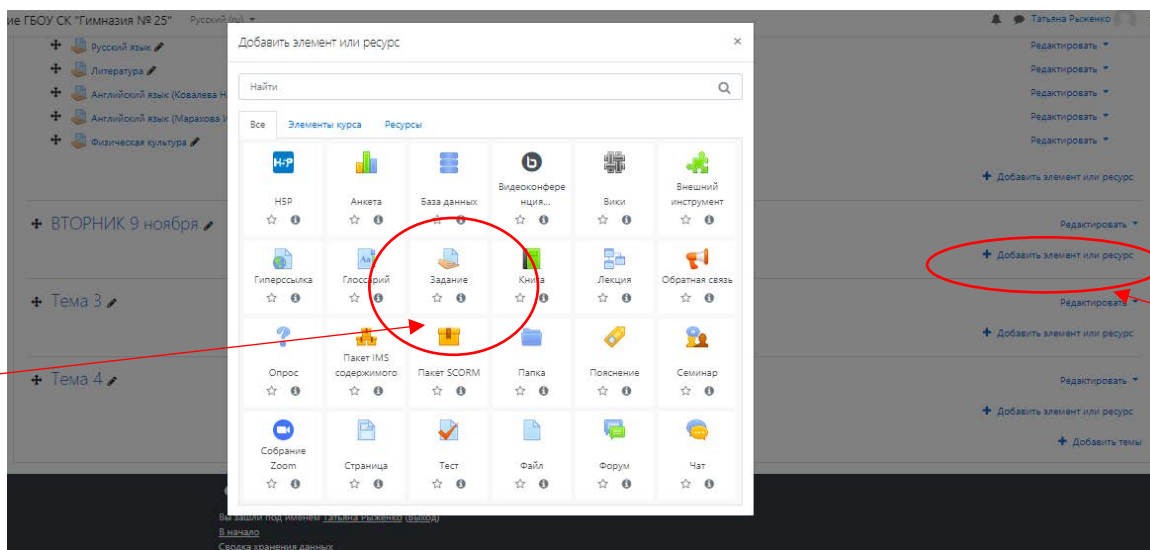 ие ГБОУ СК "Гимназия № 25" Русский (ru)
Татьяна Рыженко
Русский язык
Редактировать
Литература
Редактировать
Английский язык (Ковалева Н
Редактировать
Английский язык (Марахова И
Редактировать
Физическая культура
Редактировать
Добавить элемент или ресурс
ВТОРНИК 9 ноября
Редактировать
Добавить элемент или ресурс
Тема 3
Редактировать
Добавить элемент или ресурс
Тема 4
Редактировать
Добавить элемент или ресурс
Добавить темы
Добавить элемент или ресурс ×
Найти
Все Элементы курса Ресурсы
H5P
Анкета
База данных
Видеоконфере
нция...
Вики
Внешний
инструмент
Гиперссылка
Глоссарий
Задание
Книга
Лекция
Обратная связь
Опрос
Пакет IMS
содержимого
Пакет SCORM
Папка
Пояснение
Семинар
Собрание
Zoom
Страница
Тест
Файл
Форум
Чат
Вы зашли под именем Татьяна Рыженко (Выход)
В начало
Сводка хранения данных